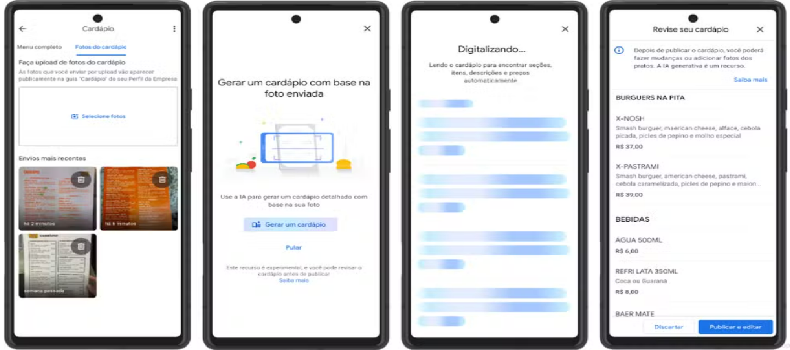 Cardápio
Menu completo
Fotos do cardápio
Faça upload de fotos do cardápio
As fotos que você enviar por upload vão aparecer
publicamente na guia "Cardápio" do seu Perfil da Empresa
Selecione fotos
Envios mais recentes
há 2 minutos
há 5 minutos
semana passada
Gerar um cardápio com base na
foto enviada
Use a IA para gerar um cardápio detalhado com
base na sua foto
Gerar um cardápio
Pular
Este recurso é experimental, e você pode revisar o
cardápio antes de publicar.
Saiba mais
Digitalizando...
Lendo o cardápio para encontrar seções,
itens, descrições e preços
automaticamente...
Revise seu cardápio
Depois de publicar o cardápio, você poderá
fazer mudanças ou adicionar fotos dos
pratos. A IA generativa é um recurso.
Saiba mais
BURGUERS NA PITA
X-NOSH
Smash burguer, maerican cheese, alface, cebola
picada, picles de pepino e molho especial
R$ 37,00
X-PASTRAMI
Smash burguer, american cheese, pastrami,
cebola caramelizada, picles de pepino e maion...
R$ 39,00
BEBIDAS
AGUA 500ML
R$ 6,00
REFRI LATA 350ML
Coca ou Guaraná
R$ 8,00
BAER MATE
Descartar
Publicar e editar